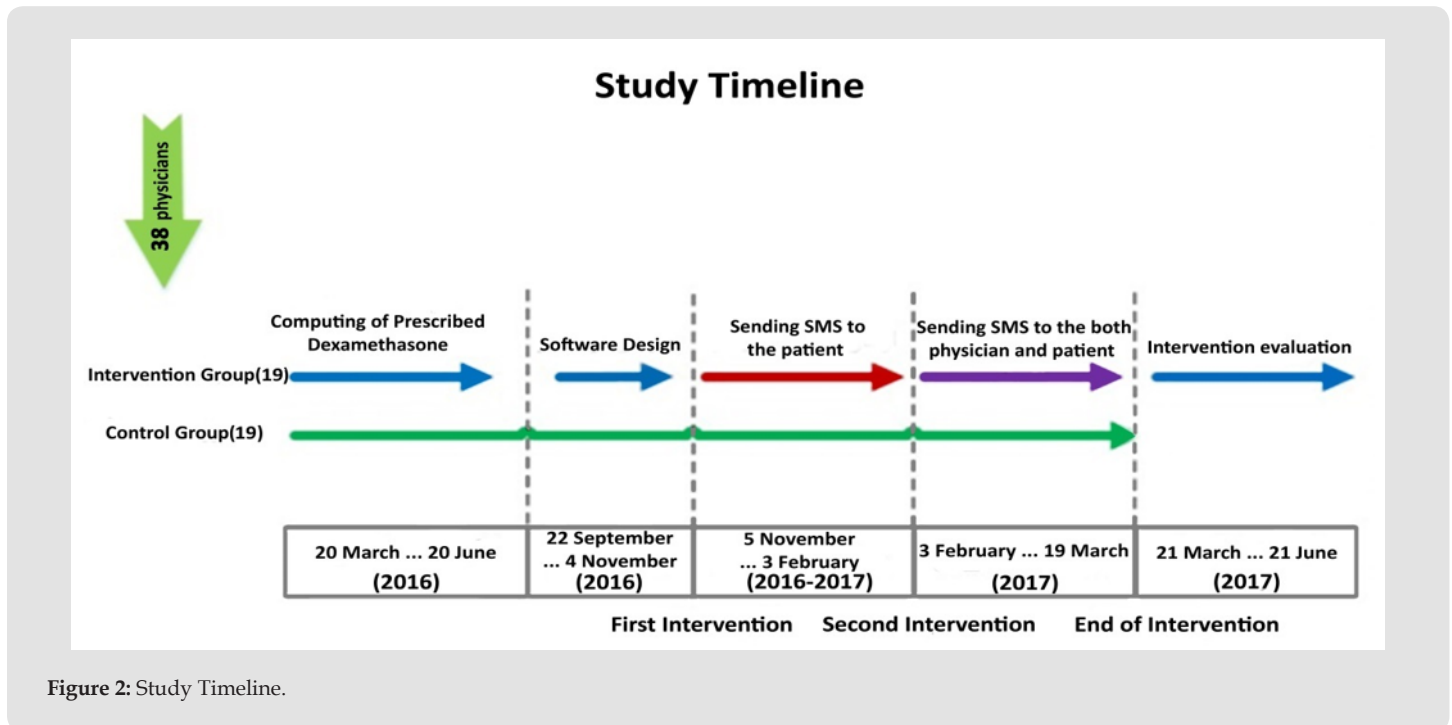 Study Timeline
38 physicians
Computing of Prescribed
Dexamethasone
Software Design
Sending SMS to
the patient
Sending SMS to the both
physician and patient
Intervention evaluation
Intervention Group(19)
Control Group(19)
20 March ... 20 June
(2016)
22 September
... 4 November
(2016)
5 November
... 3 February
(2016-2017)
3 February ... 19 March
(2017)
21 March ... 21 June
(2017)
First Intervention
Second Intervention
End of Intervention
Figure 2: Study Timeline.